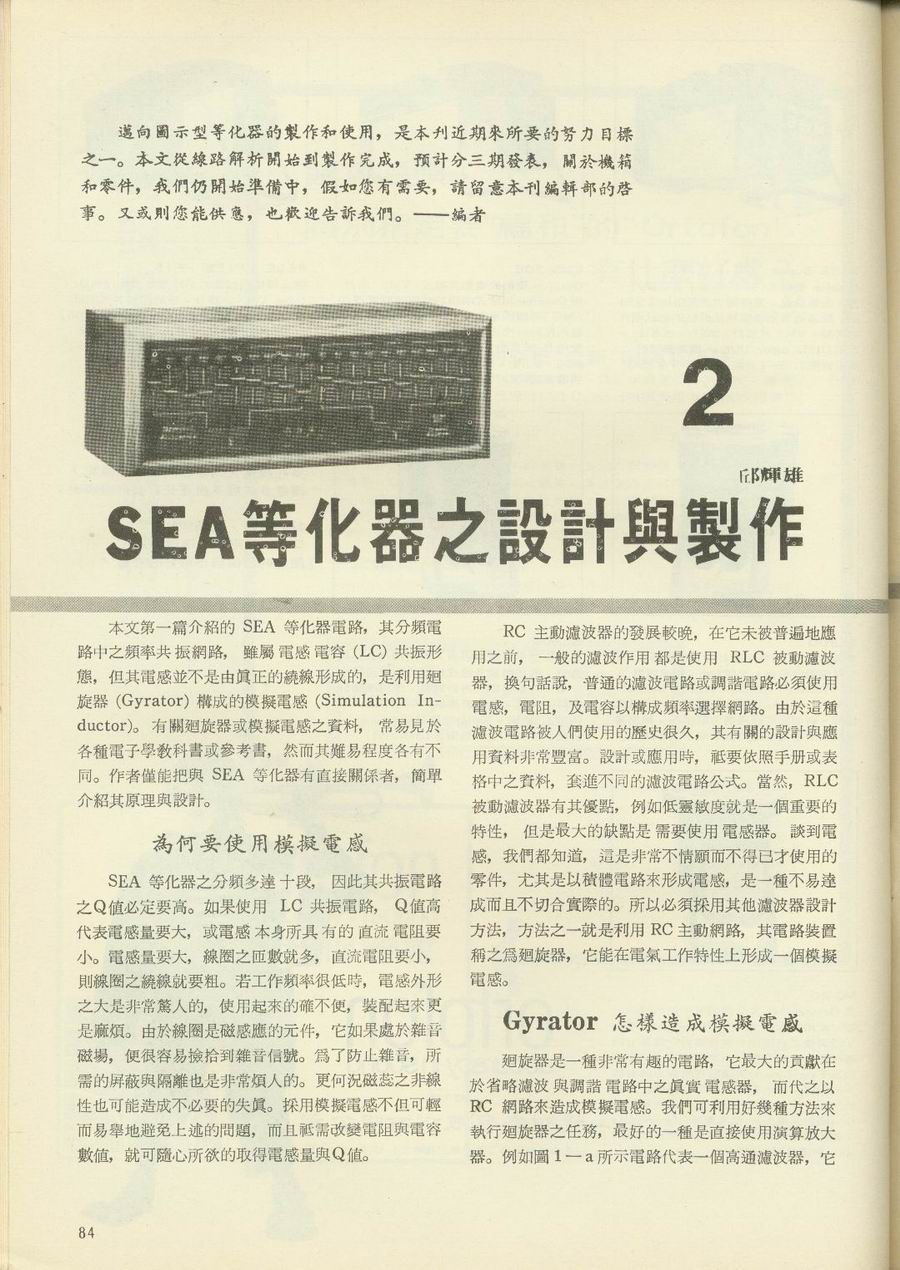 邁向圖示型等化器的製作和使用，是本刋近期來所要的努力目標
之一。本文從線路解析開始到製作完成，預計分三期發表，關於機箱
和零件，我們仍開始準備中，假如您有需要，請留意本刋編輯部的啓
事。又或則您能供應，也歡迎告訴我們。——編者
2
邱輝雄
SEA等化器之設計與製作
本文第一篇介紹的 SEA 等化器電路，其分頻電
路中之頻率共振網路，雖屬電感電容 (LC) 共振形
態，但其電感並不是由眞正的繞線形成的，是利用廻
旋器 (Gyrator) 構成的模擬電感 (Simulation In-
ductor)。有關廻旋器或模擬電感之資料，常易見於
各種電子學敎科書或參考書，然而其難易程度各有不
同。作者僅能把與 SEA 等化器有直接關係者，簡單
介紹其原理與設計。
為何要使用模擬電感
SEA 等化器之分頻多達十段，因此其共振電路
之Q値必定要高。如果使用 LC 共振電路，Q値高
代表電感量要大，或電感本身所具有的直流電阻要
小。電感量要大，線圈之匝數就多，直流電阻要小，
則線圈之繞線就要粗。若工作頻率很低時，電感外形
之大是非常驚人的，使用起來的確不便，裝配起來更
是麻煩。由於線圈是磁感應的元件，它如果處於雜音
磁場，便很容易撿拾到雜音信號。爲了防止雜音，所
需的屏蔽與隔離也是非常煩人的。更何況磁蕊之非線
性也可能造成不必要的失眞。採用模擬電感不但可輕
而易舉地避免上述的問題，而且祗需改變電阻與電容
數値，就可隨心所欲的取得電感量與Q値。
RC 主動濾波器的發展較晩，在它未被普遍地應
用之前，一般的濾波作用都是使用 RLC 被動濾波
器，換句話說，普通的濾波電路或調諧電路必須使用
電感，電阻，及電容以構成頻率選擇網路。由於這種
濾波電路被人們使用的歷史很久，其有關的設計與應
用資料非常豐富。設計或應用時，祗要依照手册或表
格中之資料，套進不同的濾波電路公式。當然，RLC
被動濾波器有其優點，例如低靈敏度就是一個重要的
特性，但是最大的缺點是需要使用電感器。談到電
感，我們都知道，這是非常不情願而不得已才使用的
零件，尤其是以積體電路來形成電感，是一種不易達
成而且不切合實際的。所以必須採用其他濾波器設計
方法，方法之一就是利用 RC 主動網路，其電路裝置
稱之爲廻旋器，它能在電氣工作特性上形成一個模擬
電感。
Gyrator 怎樣造成模擬電感
廻旋器是一種非常有趣的電路，它最大的貢獻在
於省略濾波與調諧電路中之眞實電感器，而代之以
RC 網路來造成模擬電感。我們可利用好幾種方法來
執行廻旋器之任務，最好的一種是直接使用演算放大
器。例如圖1一a所示電路代表一個高通濾波器，它
84